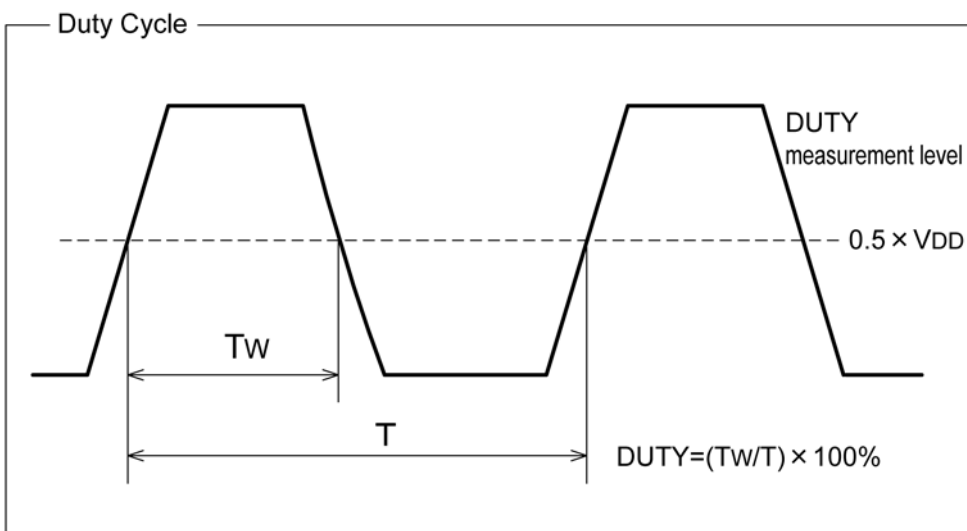 Duty Cycle
DUTY
measurement level
0.5 × VDD
TW
T
DUTY=(TW/T) × 100%